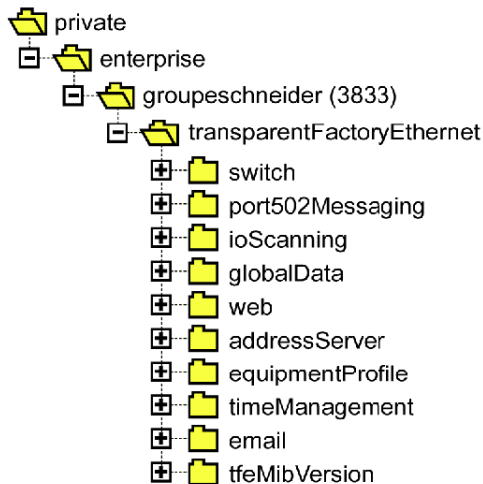 private
enterprise
groupeschneider (3833)
transparentFactoryEthernet
switch
port502Messaging
ioScanning
globalData
web
addressServer
equipmentProfile
timeManagement
email
tfeMibVersion